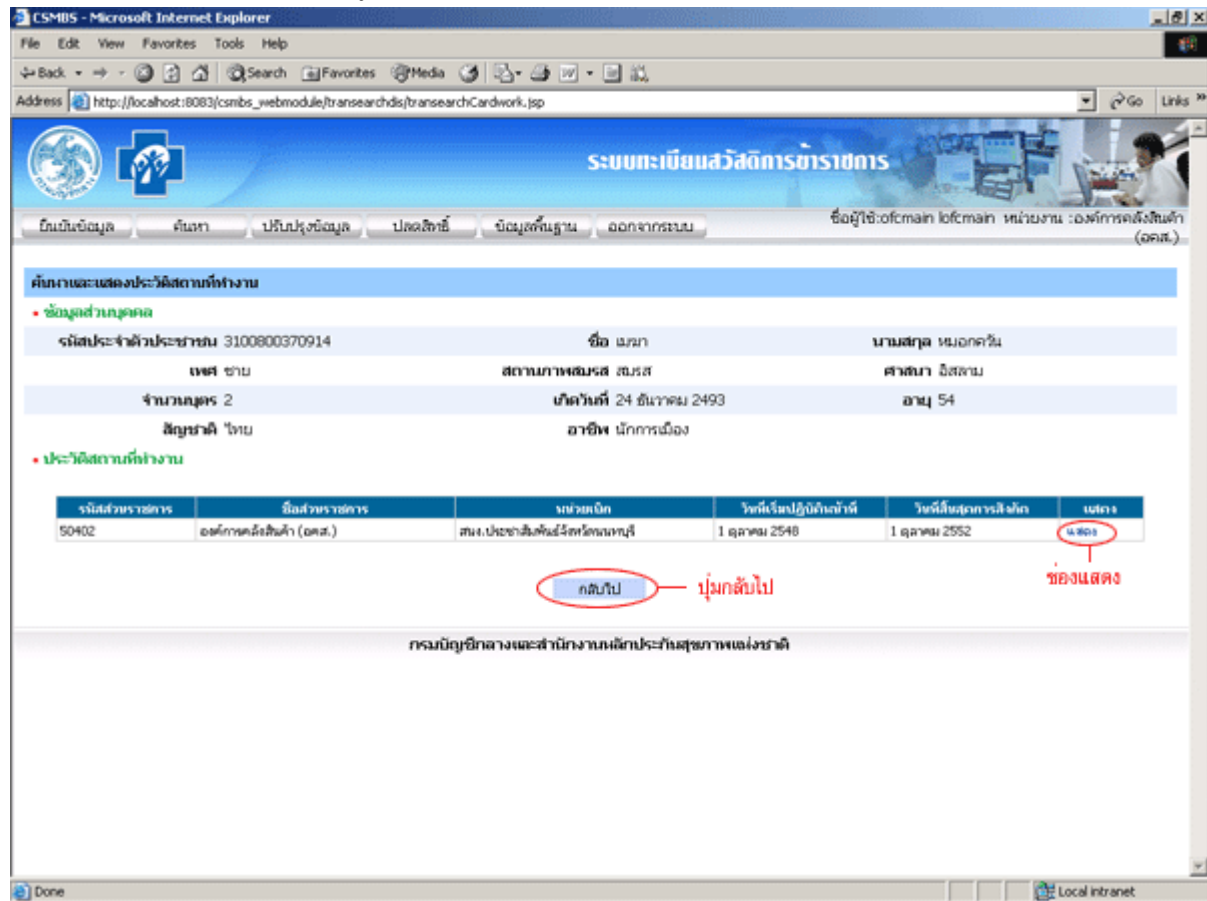 CSMBS - Microsoft Internet Explorer
File Edit View Favorites Tools Help
Back Search Favorites Media
Address http://localhost:8083/csmbs_webmodule/transearchdis/transearchCardwork.jsp Go Links »
ระบบทะเบียนสวัสดิการข้าราชการ
ยืนยันข้อมูล ค้นหา ปรับปรุงข้อมูล ปลดสิทธิ์ ข้อมูลพื้นฐาน ออกจากระบบ ชื่อผู้ใช้:ofcmain lofcmain หน่วยงาน :องค์การคลังสินค้า
(อคส.)
ค้นหาและแสดงประวัติสถานที่ทำงาน
ข้อมูลส่วนบุคคล
รหัสประจำตัวประชาชน 3100800370914 ชื่อ เมฆา นามสกุล หมอกควัน
เพศ ชาย สถานภาพสมรส สมรส ศาสนา อิสลาม
จำนวนบุตร 2 เกิดวันที่ 24 ธันวาคม 2493 อายุ 54
สัญชาติ ไทย อาชีพ นักการเมือง
ประวัติสถานที่ทำงาน
รหัสส่วนราชการ ชื่อส่วนราชการ หน่วยเบิก วันที่เริ่มปฏิบัติหน้าที่ วันที่สิ้นสุดการสังกัด แสดง
50402 องค์การคลังสินค้า (อคส.) สนง.ประชาสัมพันธ์จังหวัดนนทบุรี 1 ตุลาคม 2548 1 ตุลาคม 2552 แสดง
ช่องแสดง
กลับไป ปุ่มกลับไป
กรมบัญชีกลางและสำนักงานหลักประกันสุขภาพแห่งชาติ
Done Local intranet